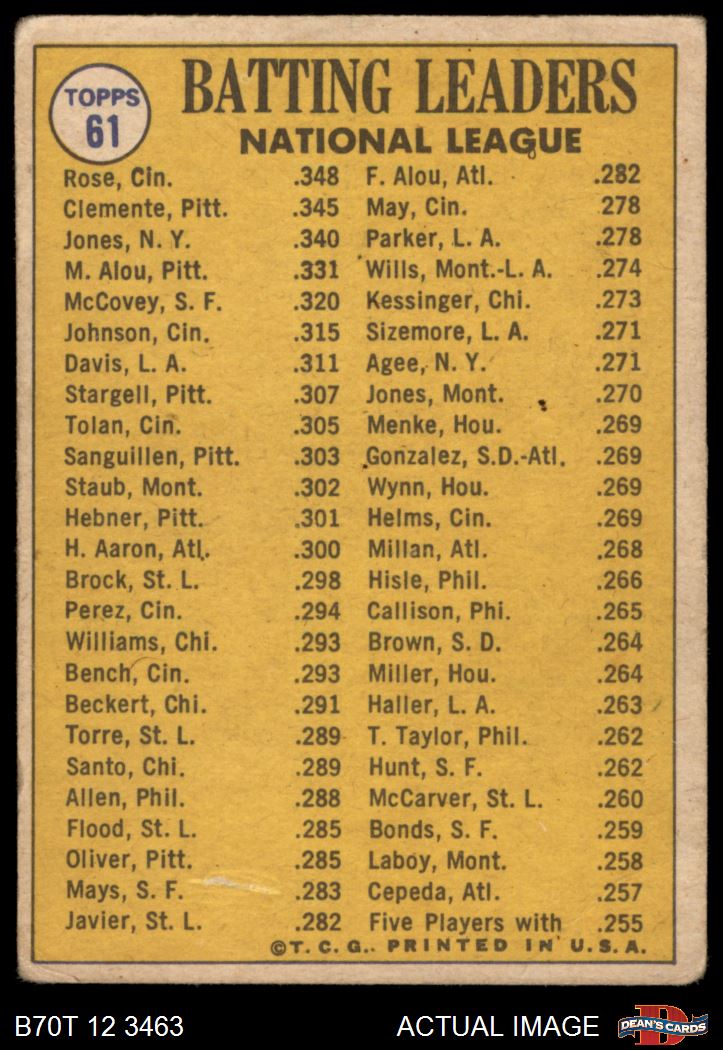 TOPPS
61
BATTING LEADERS
NATIONAL LEAGUE
Rose, Cin. .348
Clemente, Pitt. .345
Jones, N. Y. .340
M. Alou, Pitt. .331
McCovey, S. F. .320
Johnson, Cin. .315
Davis, L. A. .311
Stargell, Pitt. .307
Tolan, Cin. .305
Sanguillen, Pitt. .303
Staub, Mont. .302
Hebner, Pitt. .301
H. Aaron, Atl. .300
Brock, St. L. .298
Perez, Cin. .294
Williams, Chi. .293
Bench, Cin. .293
Beckert, Chi. .291
Torre, St. L. .289
Santo, Chi. .289
Allen, Phil. .288
Flood, St. L. .285
Oliver, Pitt. .285
Mays, S. F. .283
Javier, St. L. .282
F. Alou, Atl. .282
May, Cin. 278
Parker, L. A. .278
Wills, Mont.-L. A. .274
Kessinger, Chi. .273
Sizemore, L. A. .271
Agee, N. Y. .271
Jones, Mont. .270
Menke, Hou. .269
Gonzalez, S.D.-Atl. .269
Wynn, Hou. .269
Helms, Cin. .269
Millan, Atl. .268
Hisle, Phil. .266
Callison, Phi. .265
Brown, S. D. .264
Miller, Hou. .264
Haller, L. A. .263
T. Taylor, Phil. .262
Hunt, S. F. .262
McCarver, St. L. .260
Bonds, S. F. .259
Laboy, Mont. .258
Cepeda, Atl. .257
Five Players with .255
©T. C. G. PRINTED IN U. S. A.
B70T 12 3463 ACTUAL IMAGE
D
DEAN'S CARDS